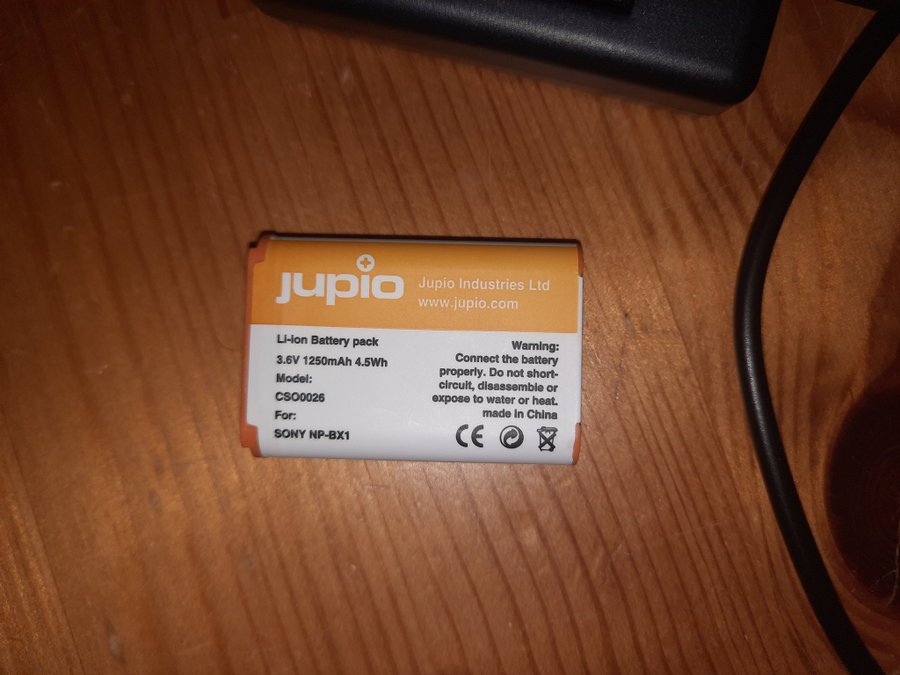 jupio
Jupio Industries Ltd
www.jupio.com
Li-ion Battery pack
3.6V 1250mAh 4.5Wh
Model:
CSO0026
For:
SONY NP-BX1
Warning:
Connect the battery
properly. Do not short-
circuit, disassemble or
expose to water or heat.
made in China
CE